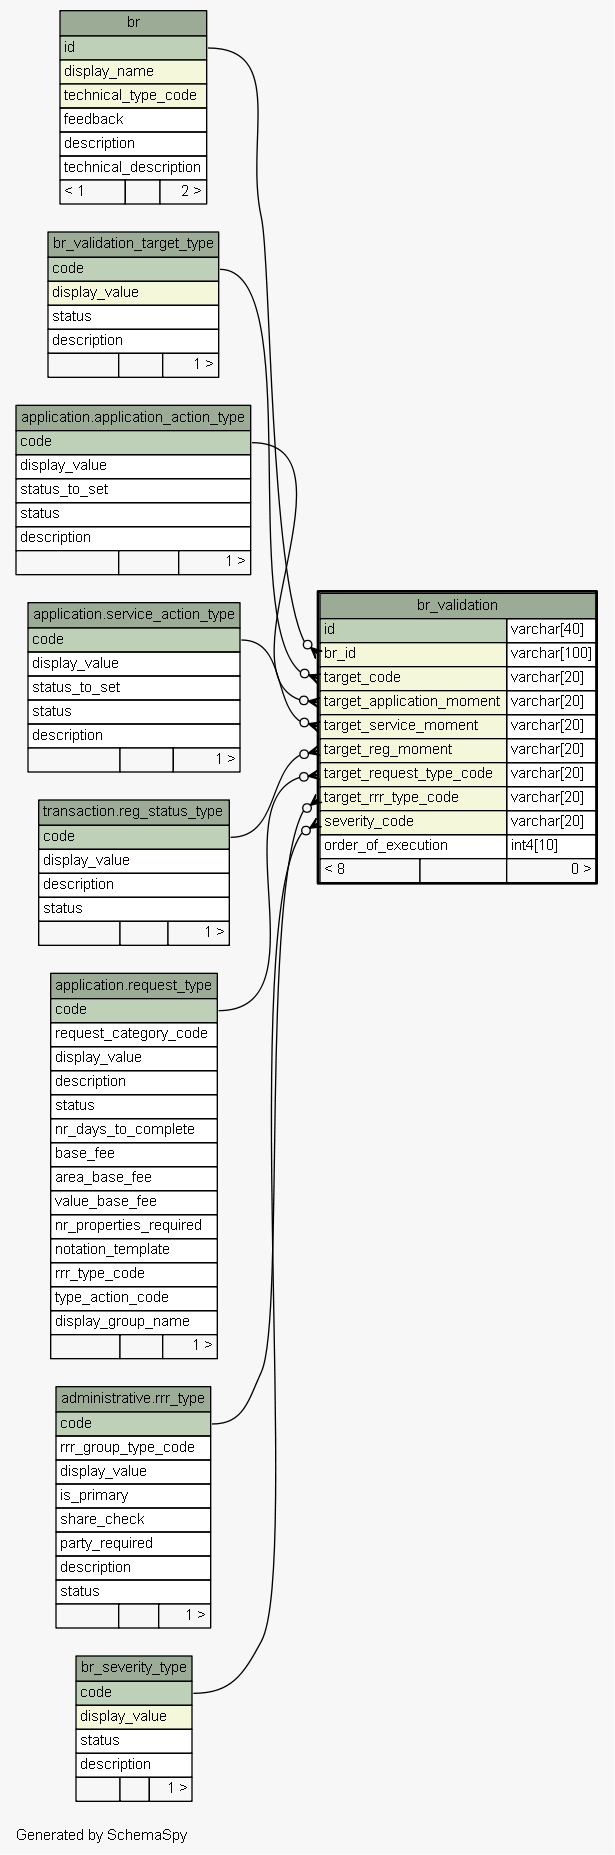 br
id
display_name
technical_type_code
feedback
description
technical_description
< 1 2 >
br_validation_target_type
code
display_value
status
description
1 >
application.application_action_type
code
display_value
status_to_set
status
description
1 >
application.service_action_type
code
display_value
status_to_set
status
description
1 >
transaction.reg_status_type
code
display_value
description
status
1 >
application.request_type
code
request_category_code
display_value
description
status
nr_days_to_complete
base_fee
area_base_fee
value_base_fee
nr_properties_required
notation_template
rrr_type_code
type_action_code
display_group_name
1 >
administrative.rrr_type
code
rrr_group_type_code
display_value
is_primary
share_check
party_required
description
status
1 >
br_severity_type
code
display_value
status
description
1 >
br_validation
id varchar[40]
br_id varchar[100]
target_code varchar[20]
target_application_moment varchar[20]
target_service_moment varchar[20]
target_reg_moment varchar[20]
target_request_type_code varchar[20]
target_rrr_type_code varchar[20]
severity_code varchar[20]
order_of_execution int4[10]
< 8 0 >
Generated by SchemaSpy